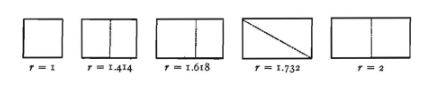 r = 1 r = 1.414 r = 1.618 r = 1.732 r = 2